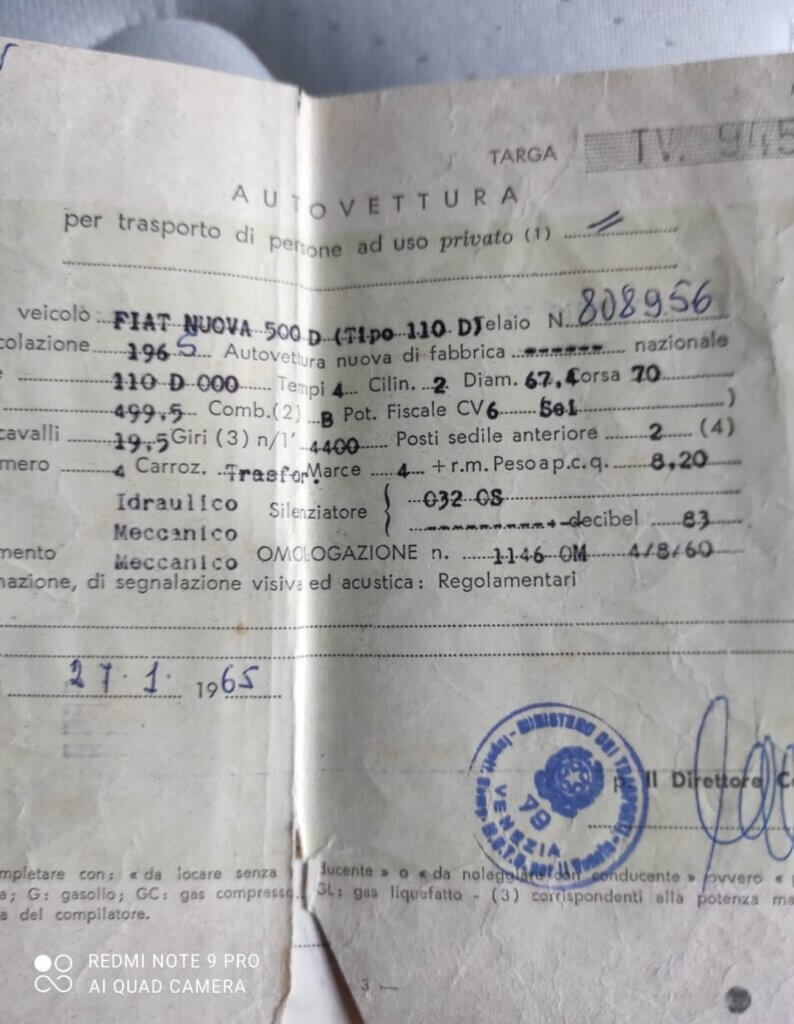 TARGA TV. 945
AUTOVETTURA
per trasporto di persone ad uso privato (1)
veicolo: FIAT NUOVA 500 D (Tipo 110 D) Telaio N. 808956
colazione 1965 Autovettura nuova di fabbrica nazionale
110 D 000 Tempi 4 Cilin. 2 Diam. 67,4 Corsa 70
499,5 Comb. (2) B Pot. Fiscale CV 6 Sei )
cavalli 19,5 Giri (3) n/1' 4400 Posti sedile anteriore 2 (4)
mero 4 Carroz. Trasfor. Marce 4 + r.m. Peso a p.c.q. 8,20
Idraulico Silenziatore { 032 OS
Meccanico decibel 83
mento Meccanico OMOLOGAZIONE n. 1146 OM 4/8/60
nazione, di segnalazione visiva ed acustica: Regolamentari
27.1. 1965
MINISTERO DEI TRASPORTI
VENEZIA
79
Il Direttore
mpletare con: « da locare senza ducente » o « da noleggiare con conducente » ovvero «
a; G: gasolio; GC: gas compresso. GL: gas liquefatto - (3) corrispondenti alla potenza ma
a del compilatore.
3 —
REDMI NOTE 9 PRO
AI QUAD CAMERA